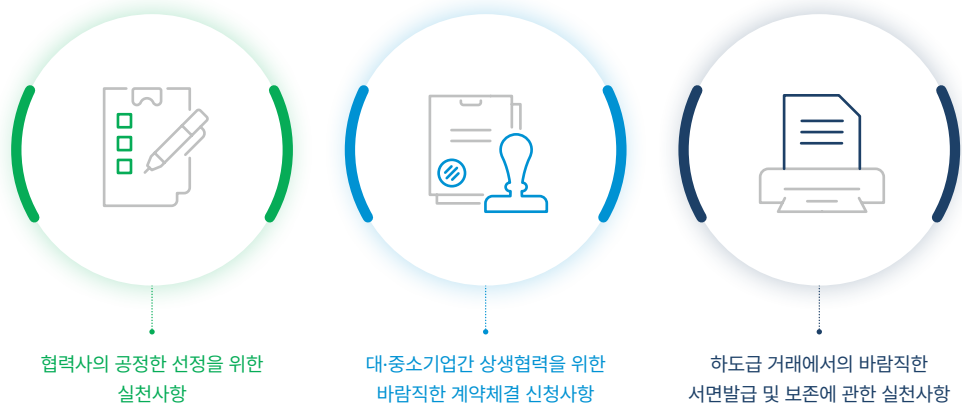 협력사의 공정한 선정을 위한
실천사항
대·중소기업간 상생협력을 위한
바람직한 계약체결 신청사항
하도급 거래에서의 바람직한
서면발급 및 보존에 관한 실천사항